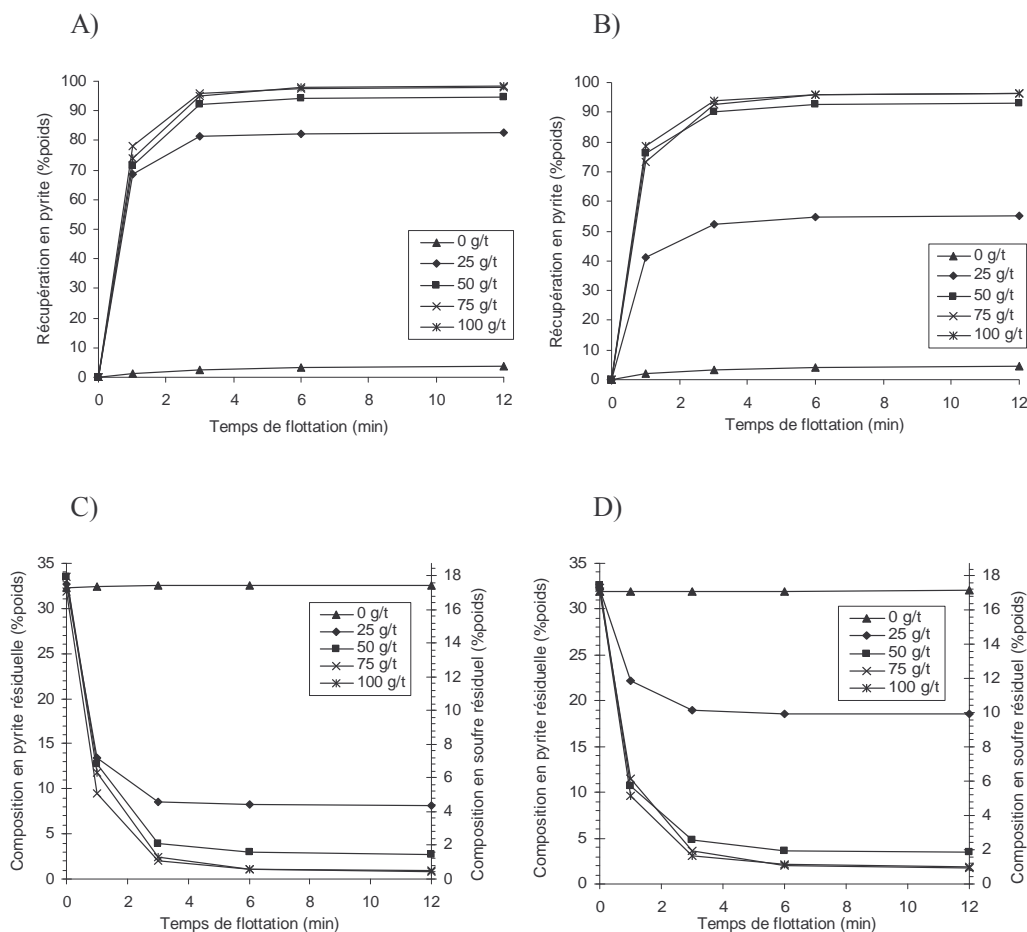 A)
Récupération en pyrite (%poids)
100
90
80
70
60
50
40
30
20
10
0
0 g/t
25 g/t
50 g/t
75 g/t
100 g/t
0 2 4 6 8 10 12
Temps de flottation (min)
B)
Récupération en pyrite (%poids)
100
90
80
70
60
50
40
30
20
10
0
0 g/t
25 g/t
50 g/t
75 g/t
100 g/t
0 2 4 6 8 10 12
Temps de flottation (min)
C)
Composition en pyrite résiduelle (%poids)
35
30
25
20
15
10
5
0
0 g/t
25 g/t
50 g/t
75 g/t
100 g/t
18
16
14
12
10
8
6
4
2
0
Composition en soufre résiduel (%poids)
0 2 4 6 8 10 12
Temps de flottation (min)
D)
Composition en pyrite résiduelle (%poids)
35
30
25
20
15
10
5
0
0 g/t
25 g/t
50 g/t
75 g/t
100 g/t
18
16
14
12
10
8
6
4
2
0
Composition en soufre résiduel (%poids)
0 2 4 6 8 10 12
Temps de flottation (min)